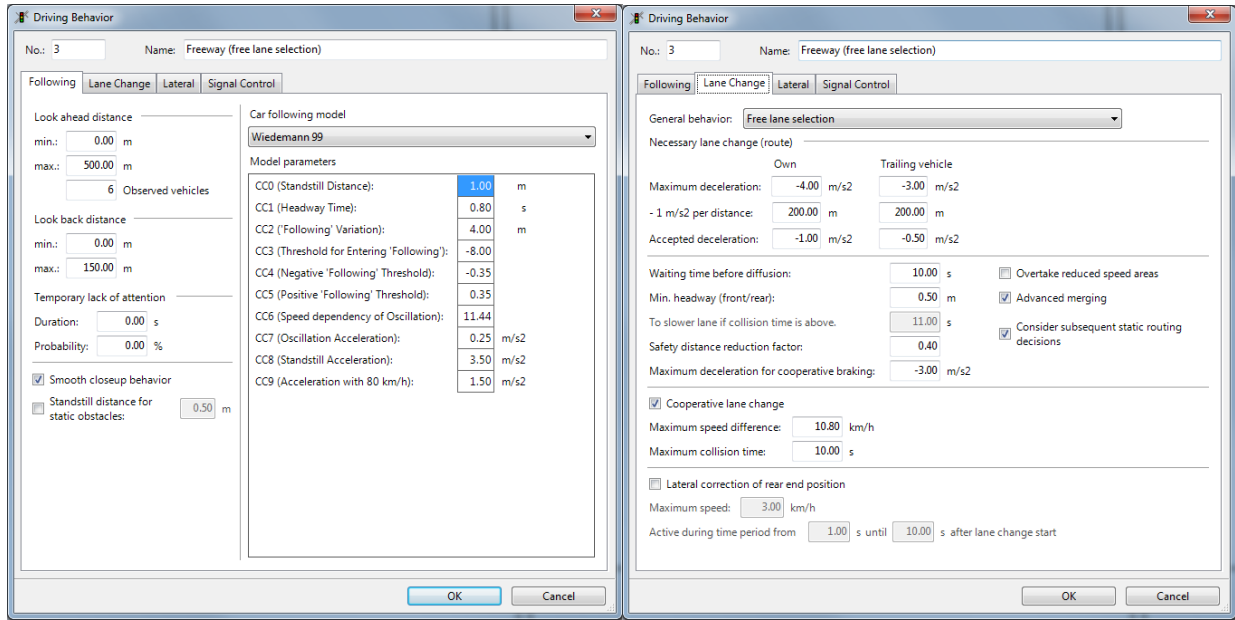 Driving Behavior
No.: 3 Name: Freeway (free lane selection)
Following Lane Change Lateral Signal Control
Look ahead distance
min.: 0.00 m
max.: 500.00 m
6 Observed vehicles
Look back distance
min.: 0.00 m
max.: 150.00 m
Temporary lack of attention
Duration: 0.00 s
Probability: 0.00 %
Smooth closeup behavior
Standstill distance for
static obstacles: 0.50 m
Car following model
Wiedemann 99
Model parameters
CC0 (Standstill Distance): 1.00 m
CC1 (Headway Time): 0.80 s
CC2 ('Following' Variation): 4.00 m
CC3 (Threshold for Entering 'Following'): -8.00
CC4 (Negative 'Following' Threshold): -0.35
CC5 (Positive 'Following' Threshold): 0.35
CC6 (Speed dependency of Oscillation): 11.44
CC7 (Oscillation Acceleration): 0.25 m/s2
CC8 (Standstill Acceleration): 3.50 m/s2
CC9 (Acceleration with 80 km/h): 1.50 m/s2
OK Cancel
Driving Behavior
No.: 3 Name: Freeway (free lane selection)
Following Lane Change Lateral Signal Control
General behavior: Free lane selection
Necessary lane change (route)
Own Trailing vehicle
Maximum deceleration: -4.00 m/s2 -3.00 m/s2
- 1 m/s2 per distance: 200.00 m 200.00 m
Accepted deceleration: -1.00 m/s2 -0.50 m/s2
Waiting time before diffusion: 10.00 s
Min. headway (front/rear): 0.50 m
To slower lane if collision time is above. 11.00 s
Safety distance reduction factor: 0.40
Maximum deceleration for cooperative braking: -3.00 m/s2
Overtake reduced speed areas
Advanced merging
Consider subsequent static routing
decisions
Cooperative lane change
Maximum speed difference: 10.80 km/h
Maximum collision time: 10.00 s
Lateral correction of rear end position
Maximum speed: 3.00 km/h
Active during time period from 1.00 s until 10.00 s after lane change start
OK Cancel